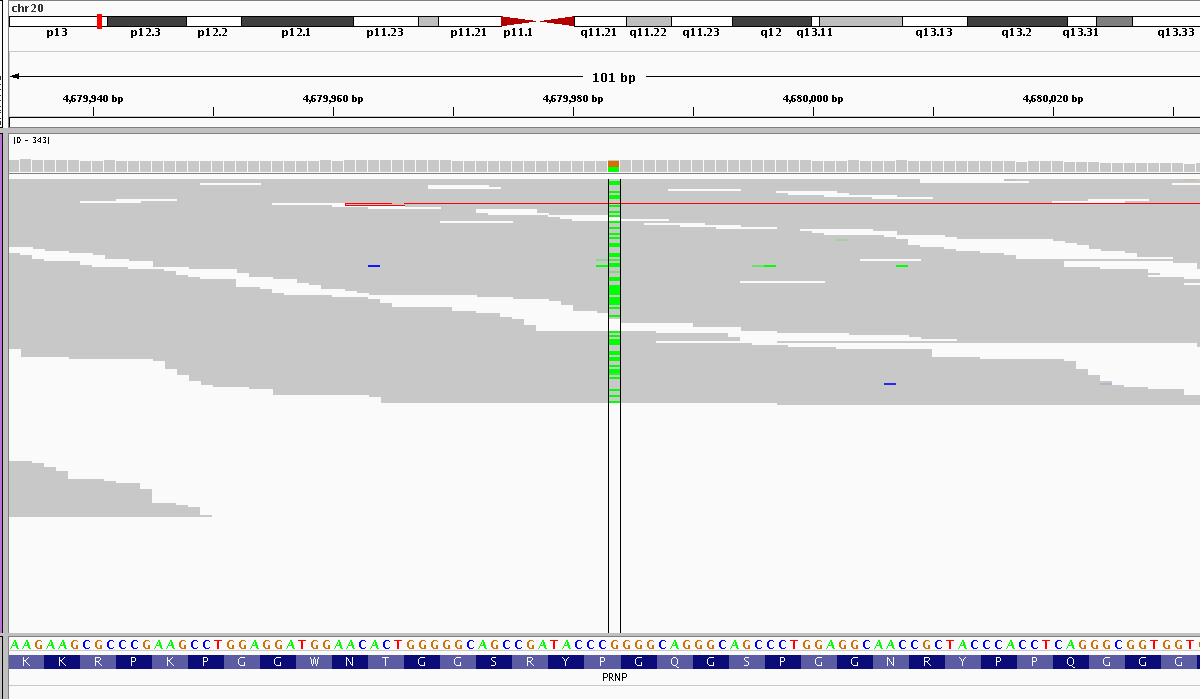 chr20
p13 p12.3 p12.2 p12.1 p11.23 p11.21 p11.1 q11.21 q11.22 q11.23 q12 q13.11 q13.13 q13.2 q13.31 q13.33
101 bp
4,679,940 bp 4,679,960 bp 4,679,980 bp 4,680,000 bp 4,680,020 bp
[0 - 343]
AAGAAGCGCCCGAAGCCTGGAGGATGGAACACTGGGGGCAGCCGATACCCGGGGCAGGGCAGCCCTGGAGGCAACCGCTACCCACCTCAGGGCGGTGGT
K K R P K P G G W N T G G S R Y P G Q G S P G G N R Y P P Q G G G
PRNP